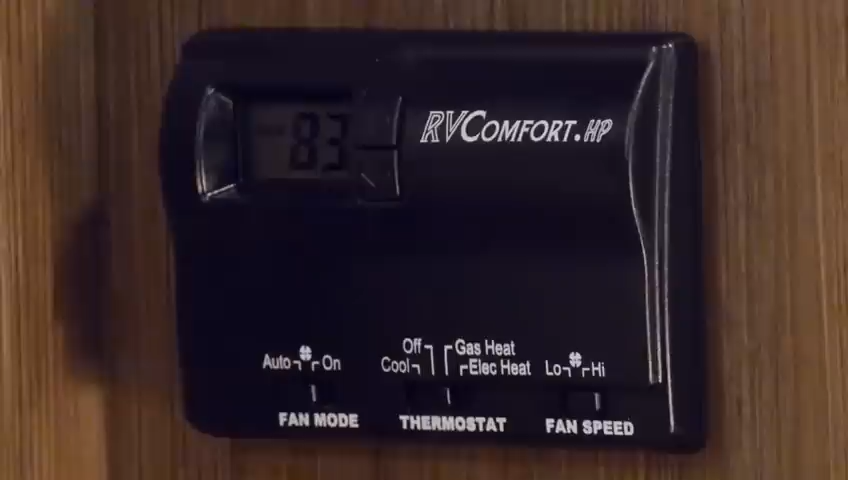 83
RVCOMFORT.HP
Off Gas Heat
Auto On Cool Elec Heat Lo Hi
FAN MODE THERMOSTAT FAN SPEED